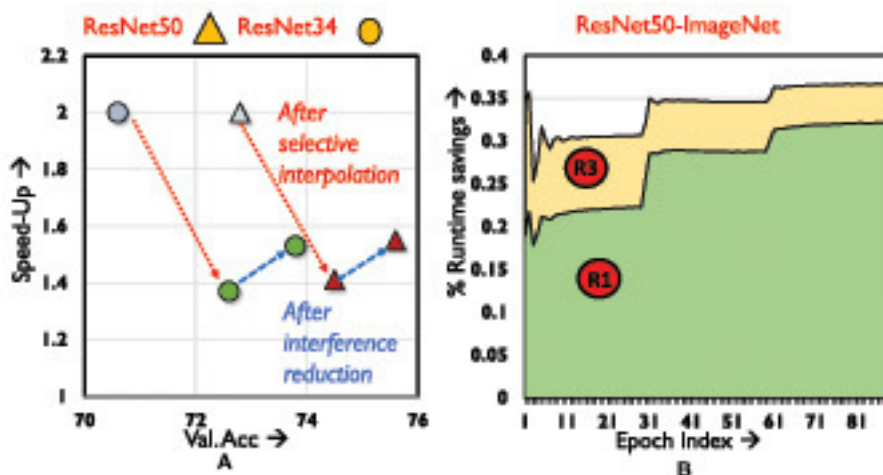 ResNet50 ResNet34
2.2
2
1.8
1.6
1.4
1.2
1
Speed-Up →
After
selective
interpolation
After
interference
reduction
70 72 74 76
Val.Acc →
A
ResNet50-ImageNet
0.4
0.35
0.3
0.25
0.2
0.15
0.1
0.05
0
% Runtime savings →
R3
R1
1 11 21 31 41 51 61 71 81
Epoch Index →
B